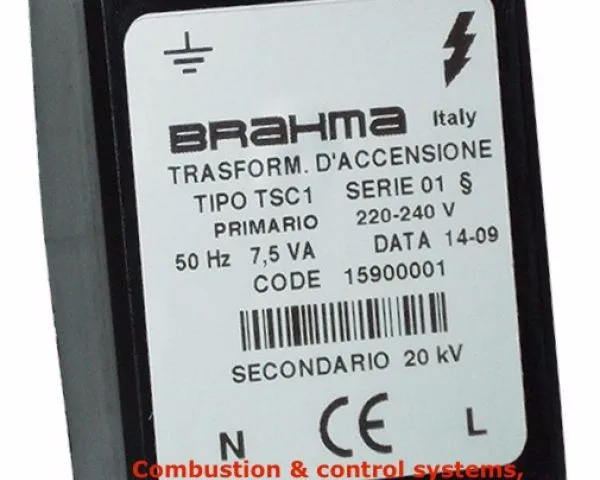 BRAHMA Italy
TRASFORM. D'ACCENSIONE
TIPO TSC1 SERIE 01 §
PRIMARIO 220-240 V
50 Hz 7,5 VA DATA 14-09
CODE 15900001
SECONDARIO 20 kV
N CE L
Combustion & control systems,